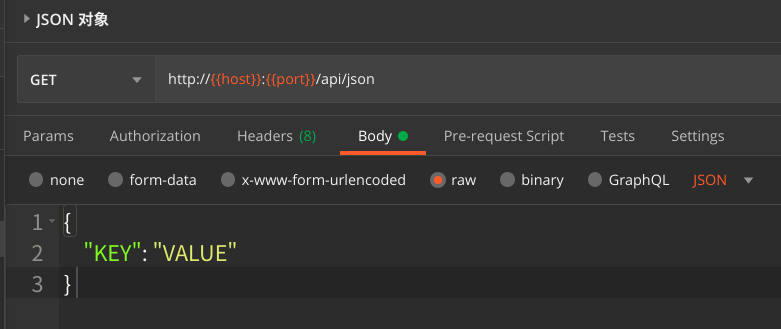 JSON 对象
GET http://{{host}}:{{port}}/api/json
Params Authorization Headers (8) Body Pre-request Script Tests Settings
none form-data x-www-form-urlencoded raw binary GraphQL JSON
1 {
2 "KEY": "VALUE"
3 }